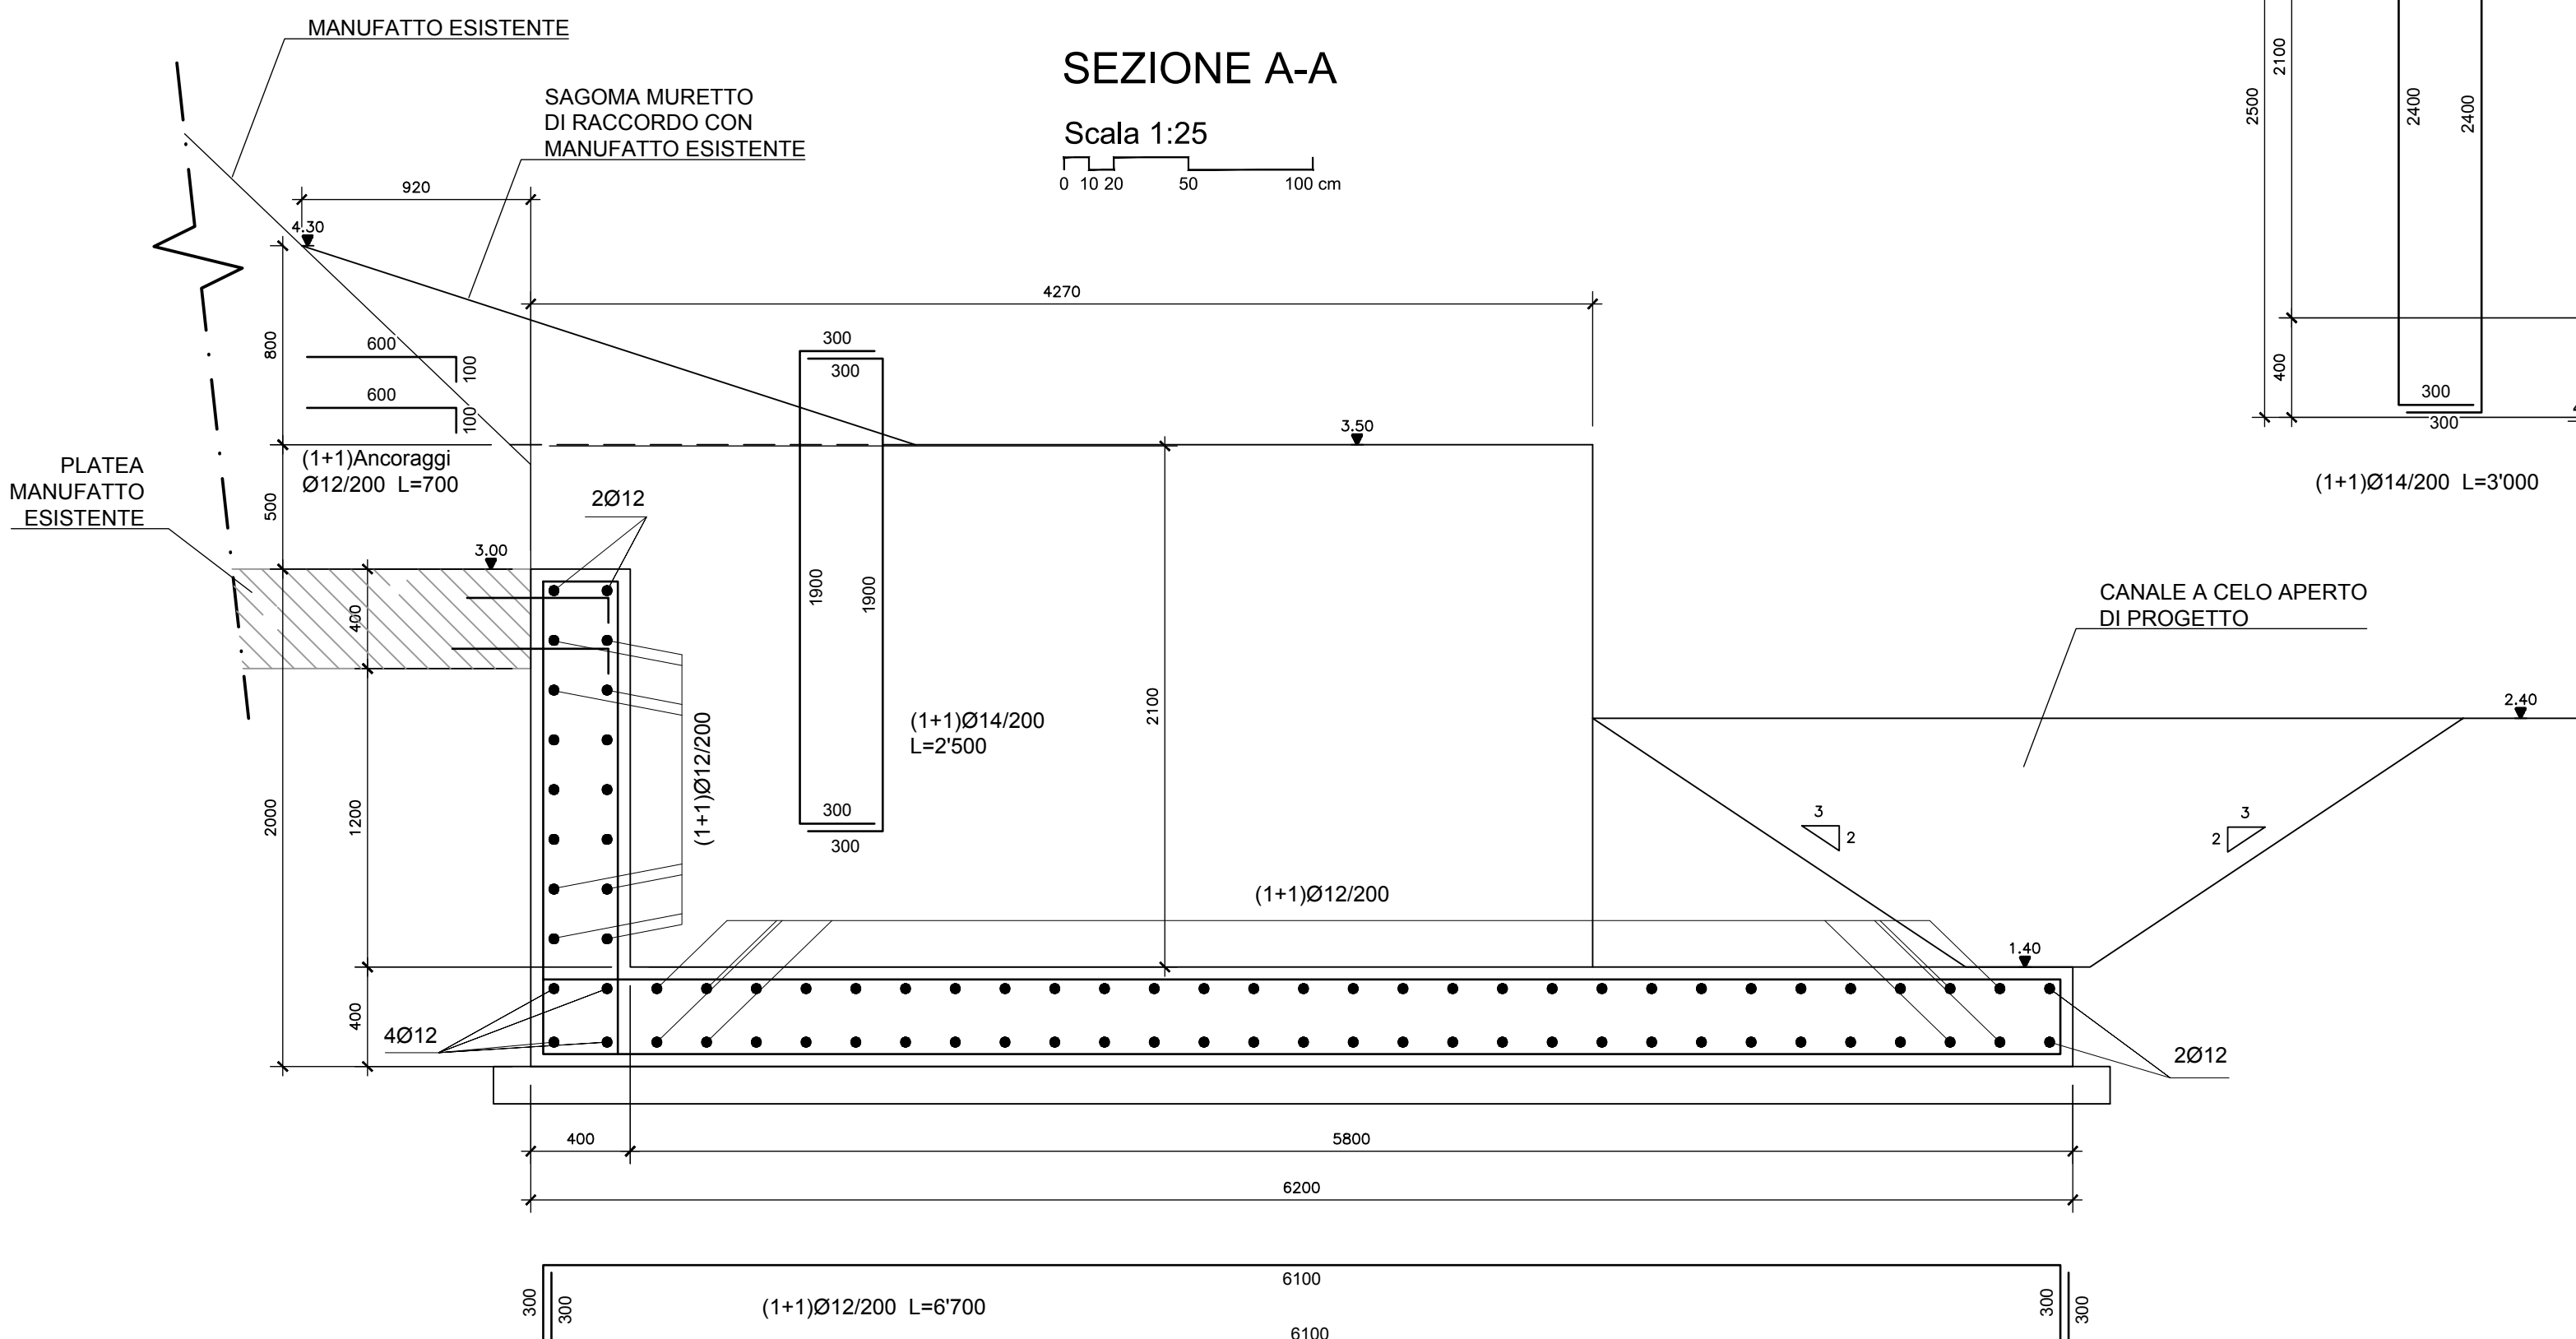 MANUFATTO ESISTENTE
SEZIONE A-A
Scala 1:25
0 10 20 50 100 cm
SAGOMA MURETTO
DI RACCORDO CON
MANUFATTO ESISTENTE
920
4.30
4270
800
600
100
600
100
300
300
3.50
(1+1)Ancoraggi
Ø12/200 L=700
PLATEA
MANUFATTO
ESISTENTE
500
2Ø12
3.00
400
1900
1900
2100
(1+1)Ø14/200
L=2'500
(1+1)Ø12/200
2000
1200
300
300
(1+1)Ø12/200
400
4Ø12
2Ø12
400
5800
6200
6100
(1+1)Ø12/200 L=6'700
300
300
300
300
6100
2500
2100
2400
2400
400
300
300
(1+1)Ø14/200 L=3'000
CANALE A CELO APERTO
DI PROGETTO
2.40
3
2
3
2
1.40